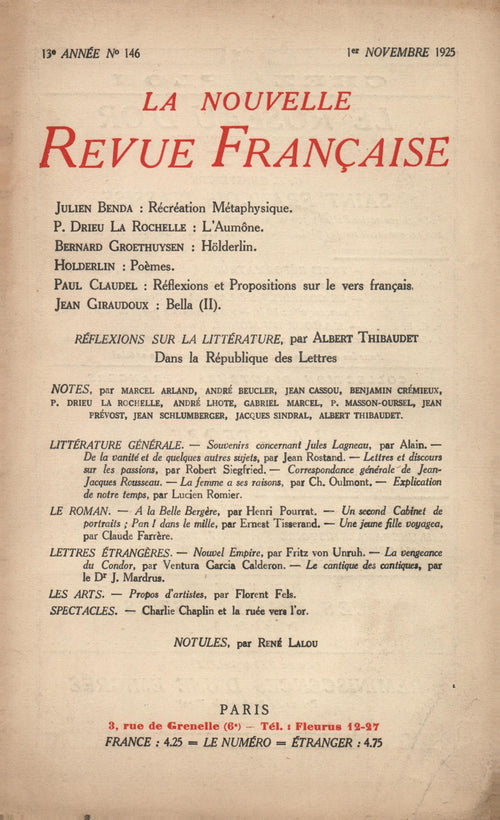 13e ANNÉE No 146 1er NOVEMBRE 1925
LA NOUVELLE
REVUE FRANÇAISE
JULIEN BENDA : Récréation Métaphysique.
P. DRIEU LA ROCHELLE : L'Aumône.
BERNARD GROETHUYSEN : Hölderlin.
HOLDERLIN : Poèmes.
PAUL CLAUDEL : Réflexions et Propositions sur le vers français.
JEAN GIRAUDOUX : Bella (II).
RÉFLEXIONS SUR LA LITTÉRATURE, par ALBERT THIBAUDET
Dans la République des Lettres
NOTES, par MARCEL ARLAND, ANDRÉ BEUCLER, JEAN CASSOU, BENJAMIN CRÉMIEUX,
P. DRIEU LA ROCHELLE, ANDRÉ LHOTE, GABRIEL MARCEL, P. MASSON-OURSEL, JEAN
PRÉVOST, JEAN SCHLUMBERGER, JACQUES SINDRAL, ALBERT THIBAUDET.
LITTÉRATURE GÉNÉRALE. — Souvenirs concernant Jules Lagneau, par Alain. —
De la vanité et de quelques autres sujets, par Jean Rostand. — Lettres et discours
sur les passions, par Robert Siegfried. — Correspondance générale de Jean-
Jacques Rousseau. — La femme a ses raisons, par Ch. Oulmont. — Explication
de notre temps, par Lucien Romier.
LE ROMAN. — A la Belle Bergère, par Henri Pourrat. — Un second Cabinet de
portraits ; Pan ! dans le mille, par Ernest Tisserand. — Une jeune fille voyagea,
par Claude Farrère.
LETTRES ÉTRANGÈRES. — Nouvel Empire, par Fritz von Unruh. — La vengeance
du Condor, par Ventura Garcia Calderon. — Le cantique des cantiques, par
le Dr J. Mardrus.
LES ARTS. — Propos d'artistes, par Florent Fels.
SPECTACLES. — Charlie Chaplin et la ruée vers l'or.
NOTULES, par RENÉ LALOU
PARIS
3, rue de Grenelle (6e) — Tél. : Fleurus 12-27
FRANCE : 4.25 = LE NUMÉRO = ÉTRANGER : 4.75